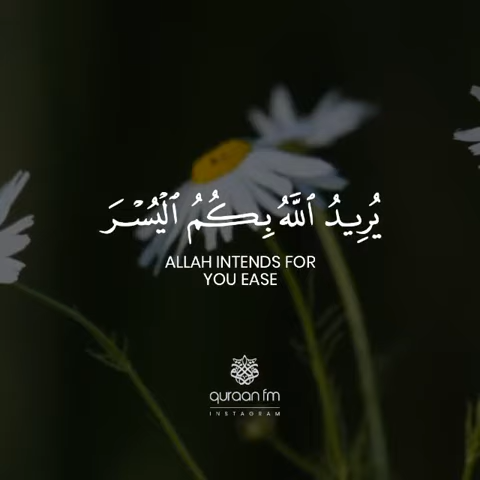 يُرِيدُ ٱللَّهُ بِكُمُ ٱلْيُسْرَ
ALLAH INTENDS FOR
YOU EASE
quraan fm
INSTAGRAM